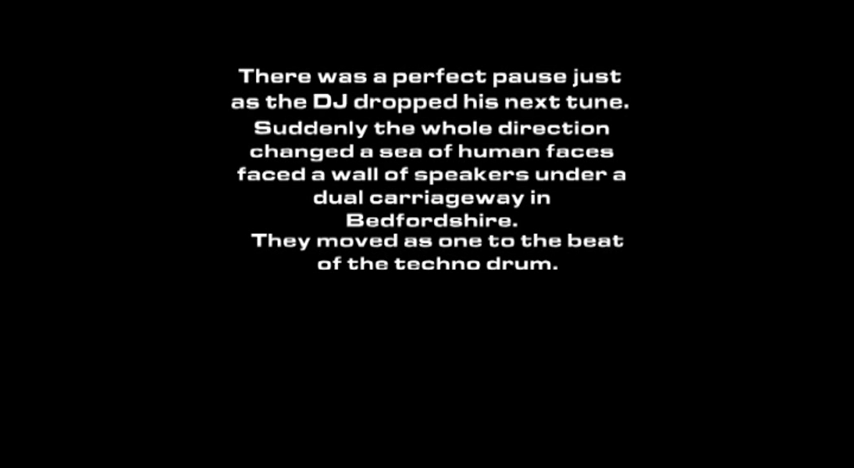 There was a perfect pause just
as the DJ dropped his next tune.
Suddenly the whole direction
changed a sea of human faces
faced a wall of speakers under a
dual carriageway in
Bedfordshire.
They moved as one to the beat
of the techno drum.